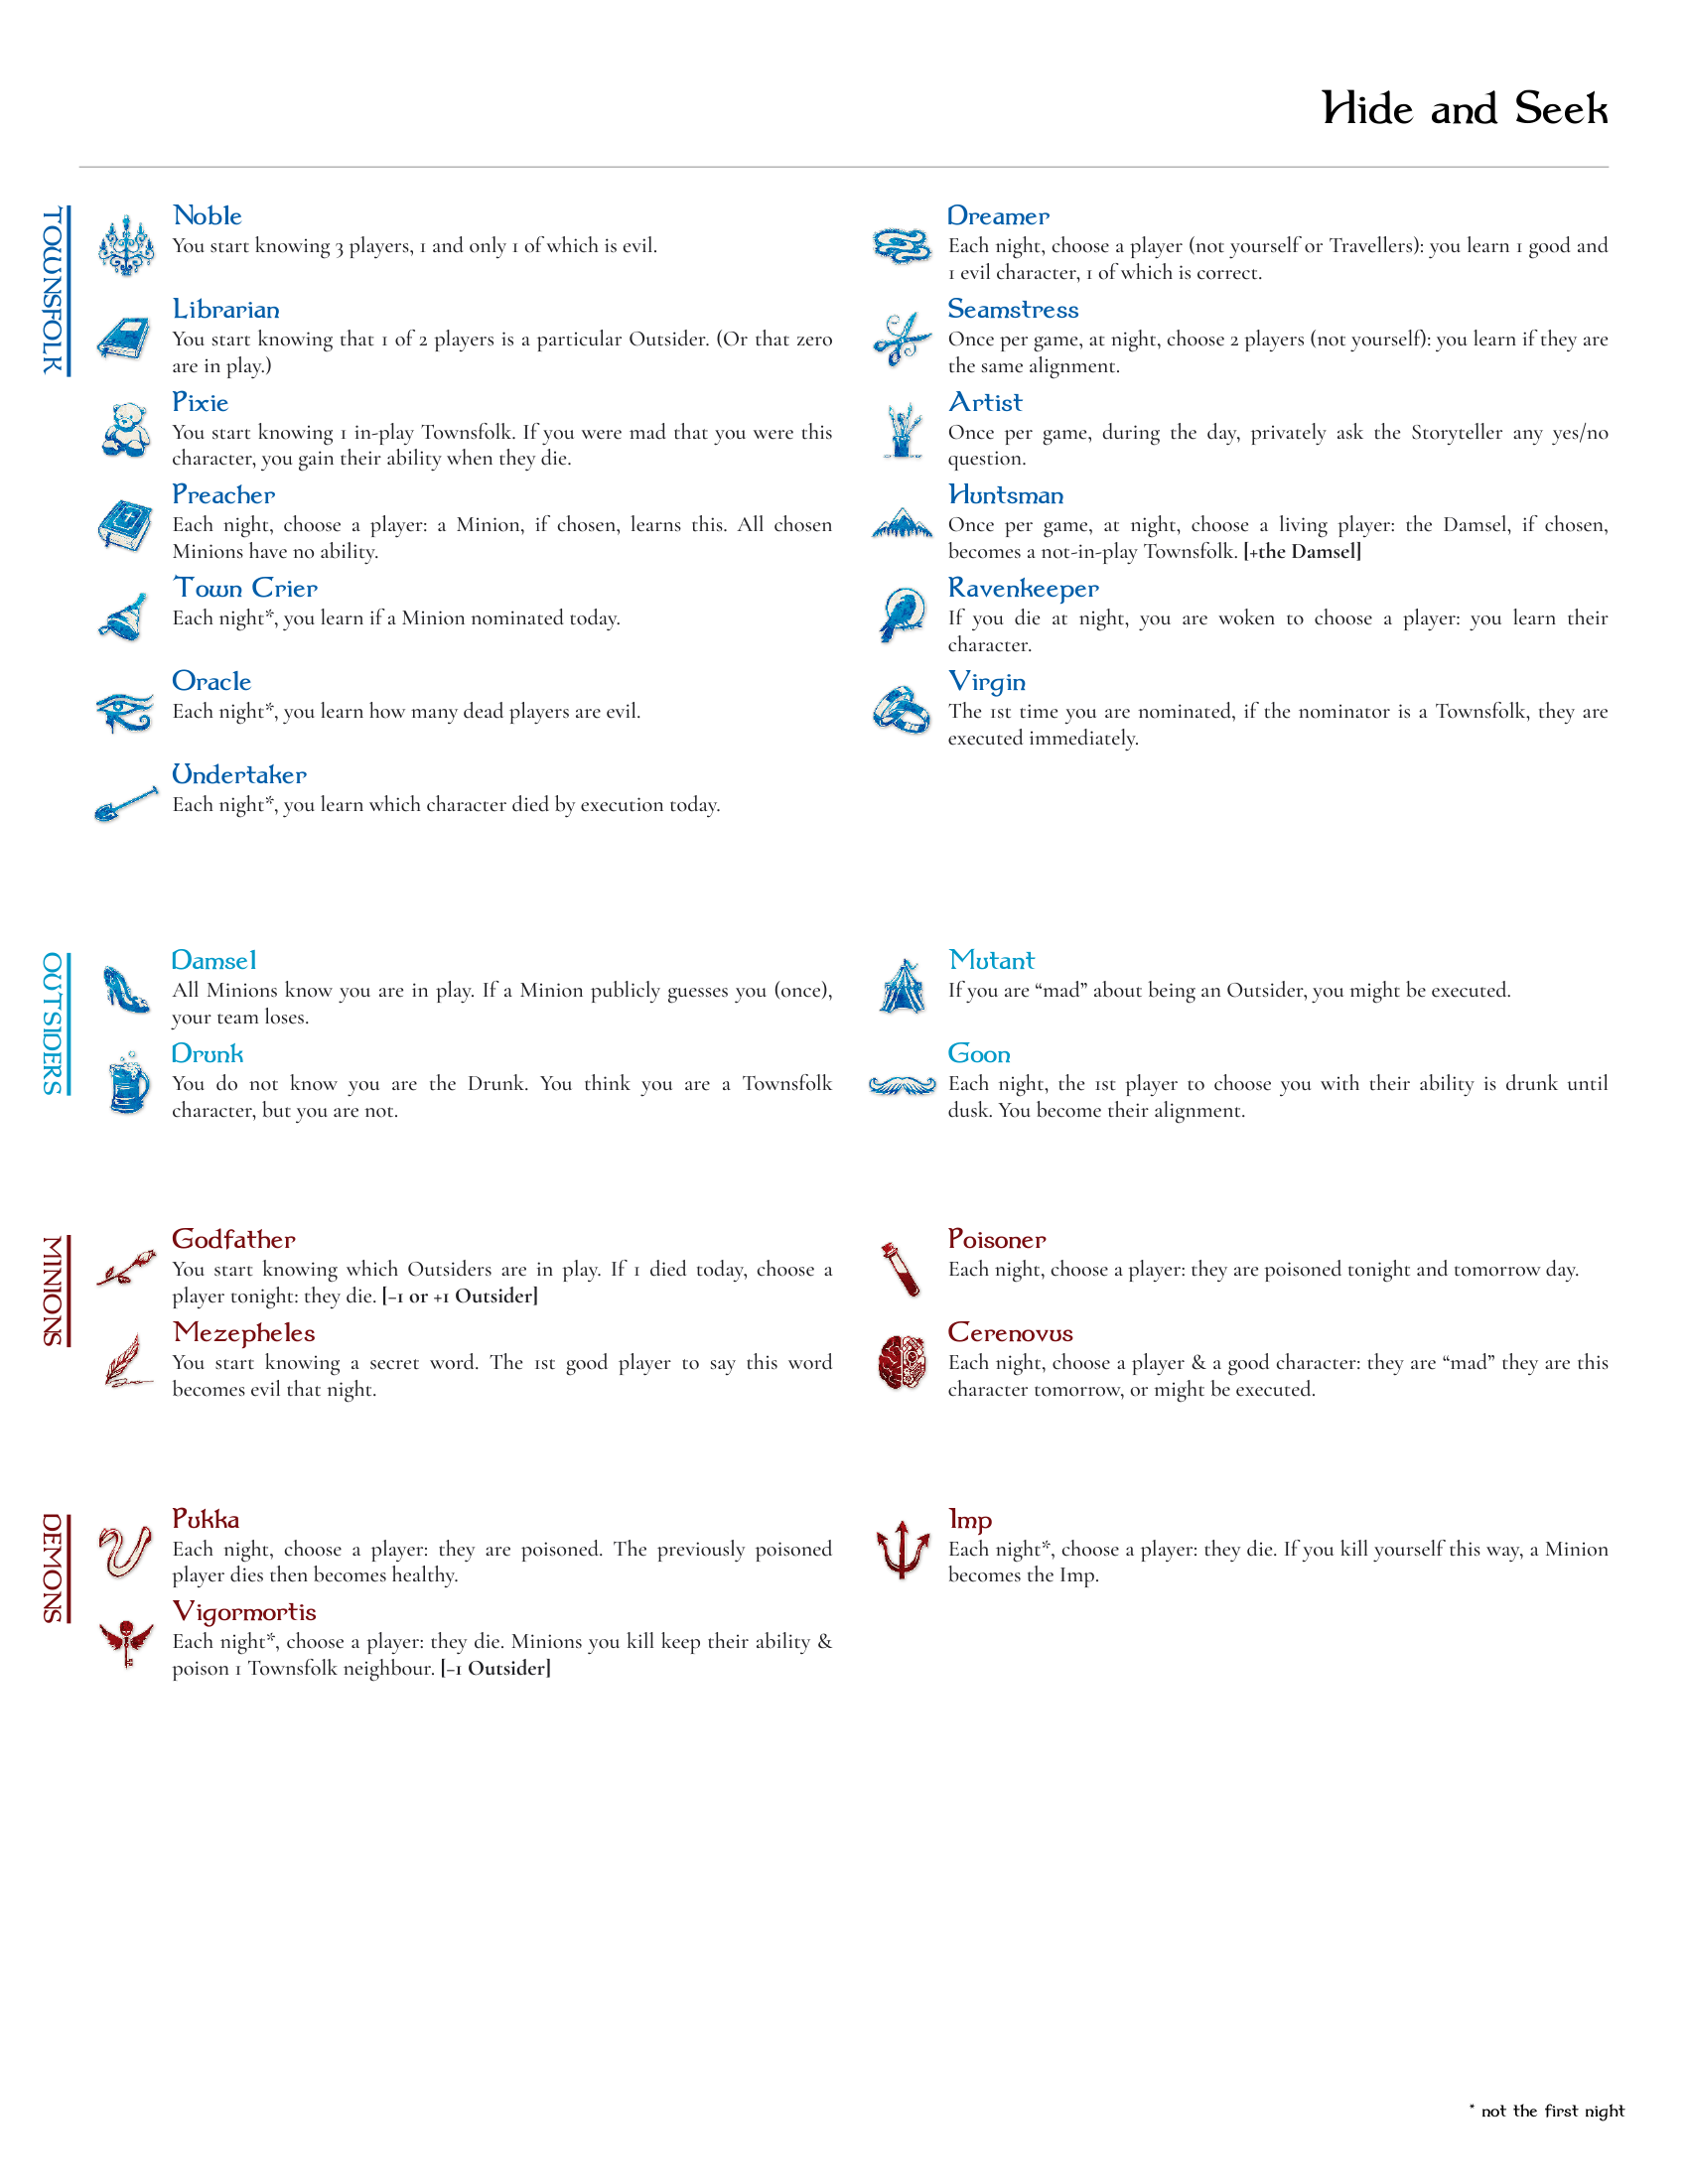 Hide and Seek
TOWNSFOLK
Noble
You start knowing 3 players, 1 and only 1 of which is evil.
Librarian
You start knowing that 1 of 2 players is a particular Outsider. (Or that zero
are in play.)
Pixie
You start knowing 1 in-play Townsfolk. If you were mad that you were this
character, you gain their ability when they die.
Preacher
Each night, choose a player: a Minion, if chosen, learns this. All chosen
Minions have no ability.
Town Crier
Each night*, you learn if a Minion nominated today.
Oracle
Each night*, you learn how many dead players are evil.
Undertaker
Each night*, you learn which character died by execution today.
Dreamer
Each night, choose a player (not yourself or Travellers): you learn 1 good and
1 evil character, 1 of which is correct.
Seamstress
Once per game, at night, choose 2 players (not yourself): you learn if they are
the same alignment.
Artist
Once per game, during the day, privately ask the Storyteller any yes/no
question.
Huntsman
Once per game, at night, choose a living player: the Damsel, if chosen,
becomes a not-in-play Townsfolk. [+the Damsel]
Ravenkeeper
If you die at night, you are woken to choose a player: you learn their
character.
Virgin
The 1st time you are nominated, if the nominator is a Townsfolk, they are
executed immediately.
OUTSIDERS
Damsel
All Minions know you are in play. If a Minion publicly guesses you (once),
your team loses.
Drunk
You do not know you are the Drunk. You think you are a Townsfolk
character, but you are not.
Mutant
If you are “mad” about being an Outsider, you might be executed.
Goon
Each night, the 1st player to choose you with their ability is drunk until
dusk. You become their alignment.
MINIONS
Godfather
You start knowing which Outsiders are in play. If 1 died today, choose a
player tonight: they die. [−1 or +1 Outsider]
Mezepheles
You start knowing a secret word. The 1st good player to say this word
becomes evil that night.
Poisoner
Each night, choose a player: they are poisoned tonight and tomorrow day.
Cerenovus
Each night, choose a player & a good character: they are “mad” they are this
character tomorrow, or might be executed.
DEMONS
Pukka
Each night, choose a player: they are poisoned. The previously poisoned
player dies then becomes healthy.
Vigormortis
Each night*, choose a player: they die. Minions you kill keep their ability &
poison 1 Townsfolk neighbour. [−1 Outsider]
Imp
Each night*, choose a player: they die. If you kill yourself this way, a Minion
becomes the Imp.
* not the first night